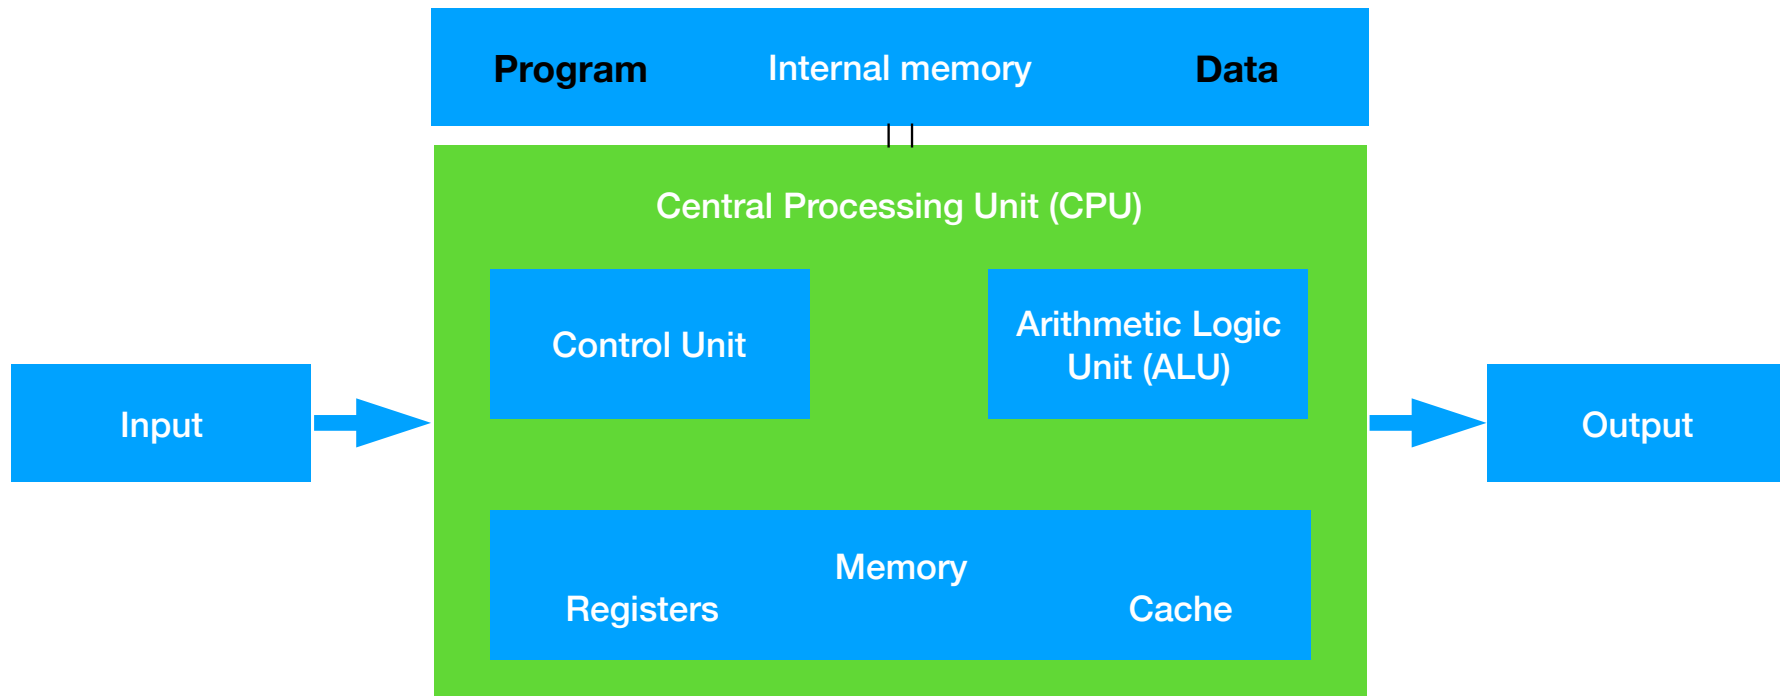 Program Internal memory Data
Central Processing Unit (CPU)
Control Unit
Arithmetic Logic
Unit (ALU)
Input
Output
Memory
Registers Cache